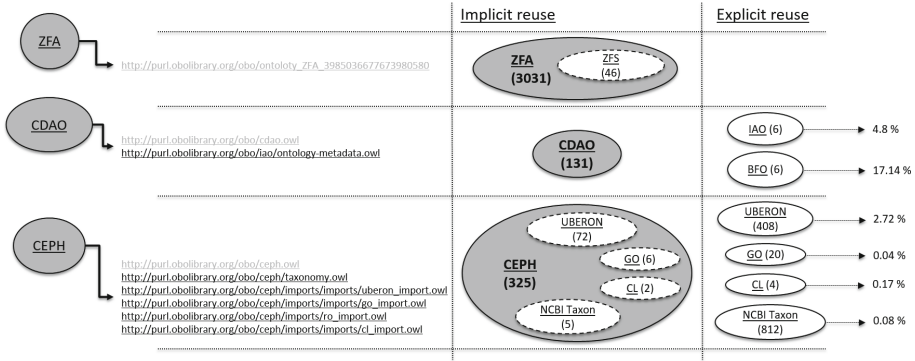 Implicit reuse
Explicit reuse
ZFA
http://purl.obolibrary.org/obo/ontoloty_ZFA_3985036677673980580
ZFA
(3031)
ZFS
(46)
CDAO
http://purl.obolibrary.org/obo/cdao.owl
http://purl.obolibrary.org/obo/iao/ontology-metadata.owl
CDAO
(131)
IAO (6)
4.8 %
BFO (6)
17.14 %
CEPH
http://purl.obolibrary.org/obo/ceph.owl
http://purl.obolibrary.org/obo/ceph/taxonomy.owl
http://purl.obolibrary.org/obo/ceph/imports/imports/uberon_import.owl
http://purl.obolibrary.org/obo/ceph/imports/imports/go_import.owl
http://purl.obolibrary.org/obo/ceph/imports/ro_import.owl
http://purl.obolibrary.org/obo/ceph/imports/imports/cl_import.owl
CEPH
(325)
UBERON
(72)
GO (6)
CL (2)
NCBI Taxon
(5)
UBERON
(408)
2.72 %
GO (20)
0.04 %
CL (4)
0.17 %
NCBI Taxon
(812)
0.08 %